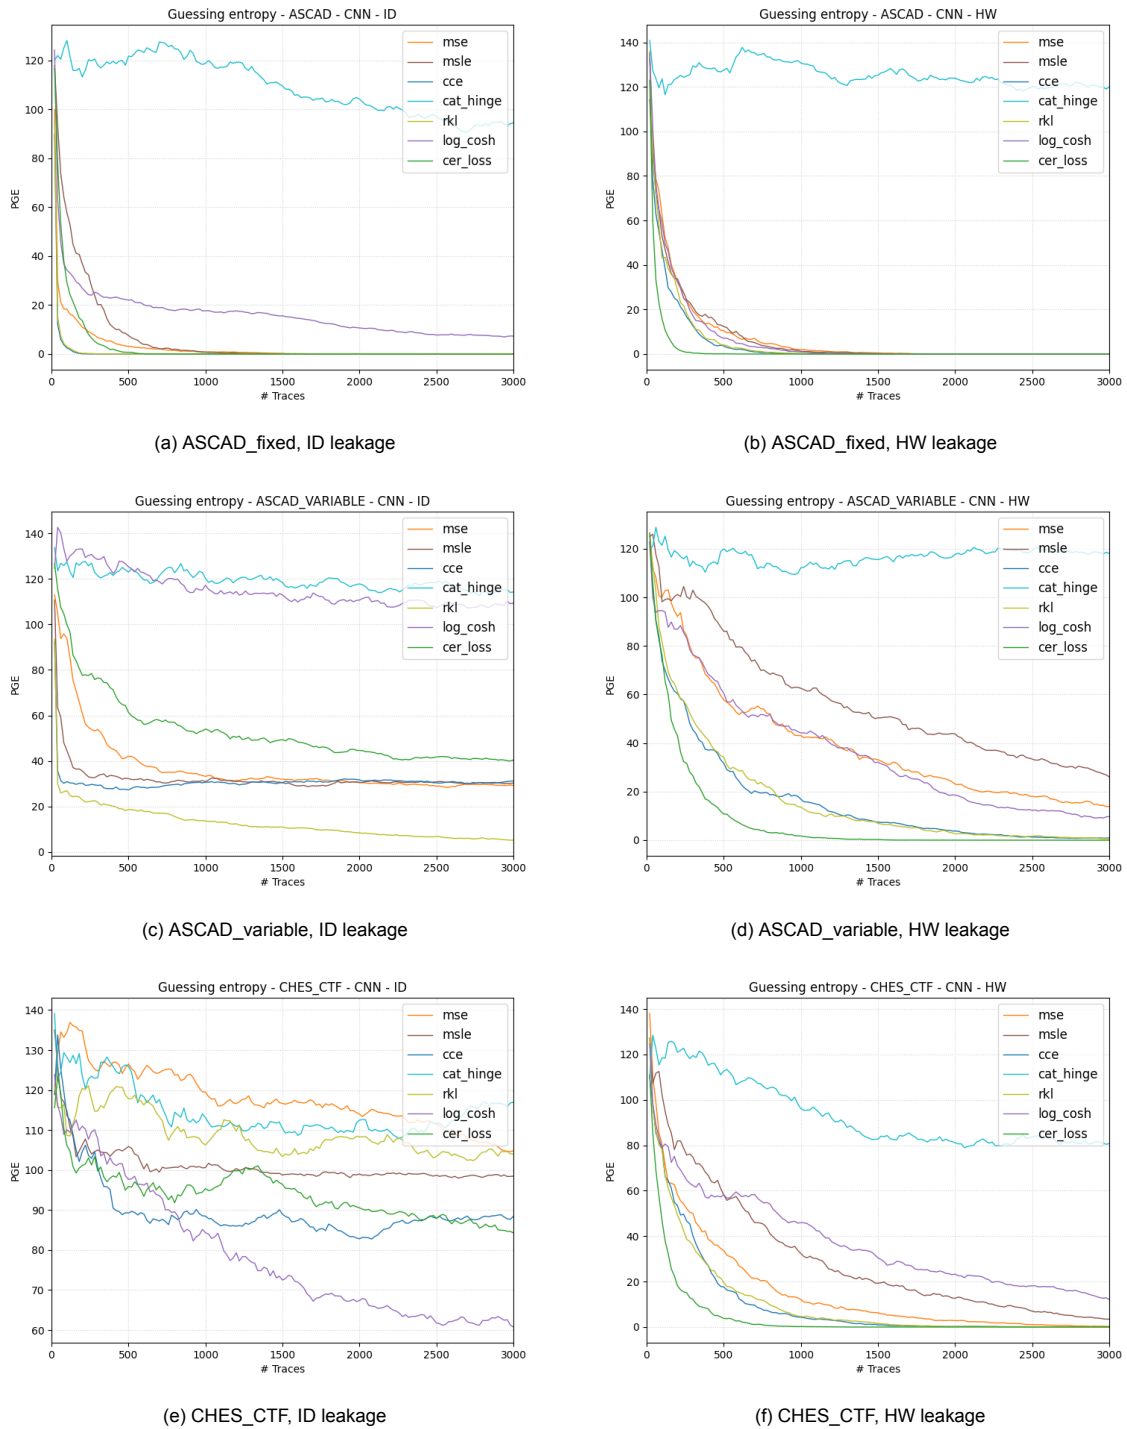 Guessing entropy - ASCAD - CNN - ID
PGE
120
100
80
60
40
20
0
mse
msle
cce
cat_hinge
rkl
log_cosh
cer_loss
0 500 1000 1500 2000 2500 3000
# Traces
(a) ASCAD_fixed, ID leakage
Guessing entropy - ASCAD - CNN - HW
PGE
140
120
100
80
60
40
20
0
mse
msle
cce
cat_hinge
rkl
log_cosh
cer_loss
0 500 1000 1500 2000 2500 3000
# Traces
(b) ASCAD_fixed, HW leakage
Guessing entropy - ASCAD_VARIABLE - CNN - ID
PGE
140
120
100
80
60
40
20
0
mse
msle
cce
cat_hinge
rkl
log_cosh
cer_loss
0 500 1000 1500 2000 2500 3000
# Traces
(c) ASCAD_variable, ID leakage
Guessing entropy - ASCAD_VARIABLE - CNN - HW
PGE
120
100
80
60
40
20
0
mse
msle
cce
cat_hinge
rkl
log_cosh
cer_loss
0 500 1000 1500 2000 2500 3000
# Traces
(d) ASCAD_variable, HW leakage
Guessing entropy - CHES_CTF - CNN - ID
PGE
140
130
120
110
100
90
80
70
60
mse
msle
cce
cat_hinge
rkl
log_cosh
cer_loss
0 500 1000 1500 2000 2500 3000
# Traces
(e) CHES_CTF, ID leakage
Guessing entropy - CHES_CTF - CNN - HW
PGE
140
120
100
80
60
40
20
0
mse
msle
cce
cat_hinge
rkl
log_cosh
cer_loss
0 500 1000 1500 2000 2500 3000
# Traces
(f) CHES_CTF, HW leakage